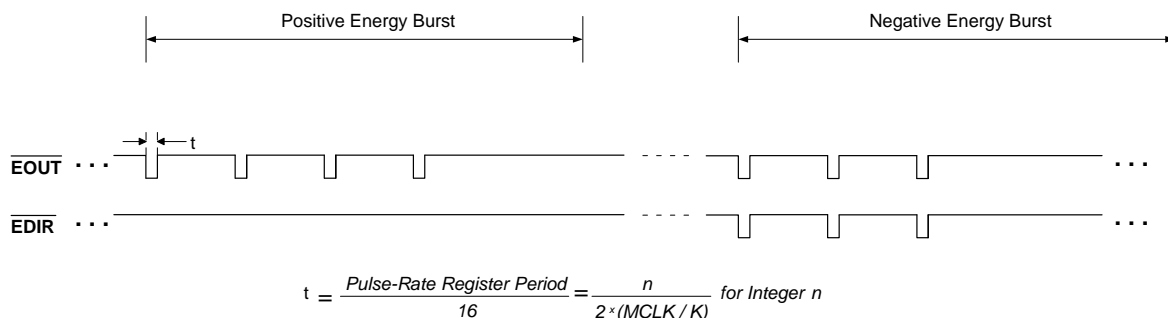 Positive Energy Burst
Negative Energy Burst
t
EOUT ...
...
EDIR ...
...
t = Pulse-Rate Register Period / 16 = n / 2 x (MCLK / K) for Integer n